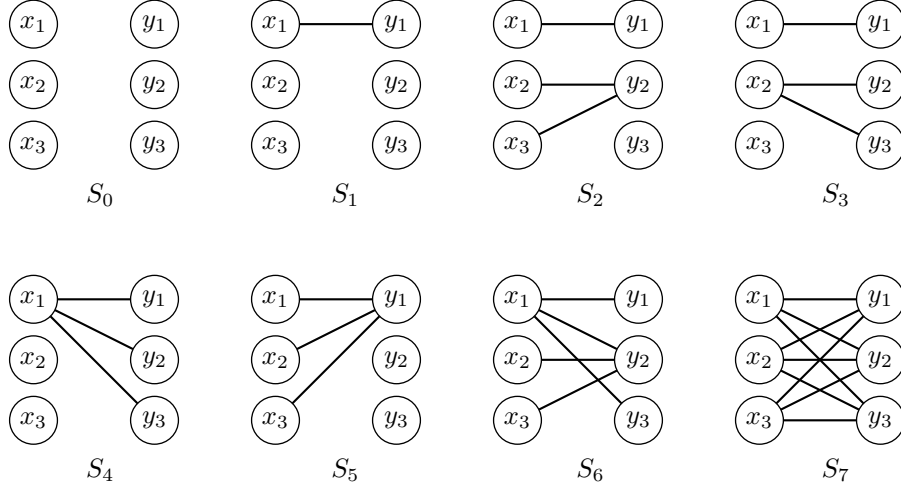 x₁ y₁ x₁ y₁ x₁ y₁ x₁ y₁
x₂ y₂ x₂ y₂ x₂ y₂ x₂ y₂
x₃ y₃ x₃ y₃ x₃ y₃ x₃ y₃
S₀ S₁ S₂ S₃
x₁ y₁ x₁ y₁ x₁ y₁ x₁ y₁
x₂ y₂ x₂ y₂ x₂ y₂ x₂ y₂
x₃ y₃ x₃ y₃ x₃ y₃ x₃ y₃
S₄ S₅ S₆ S₇